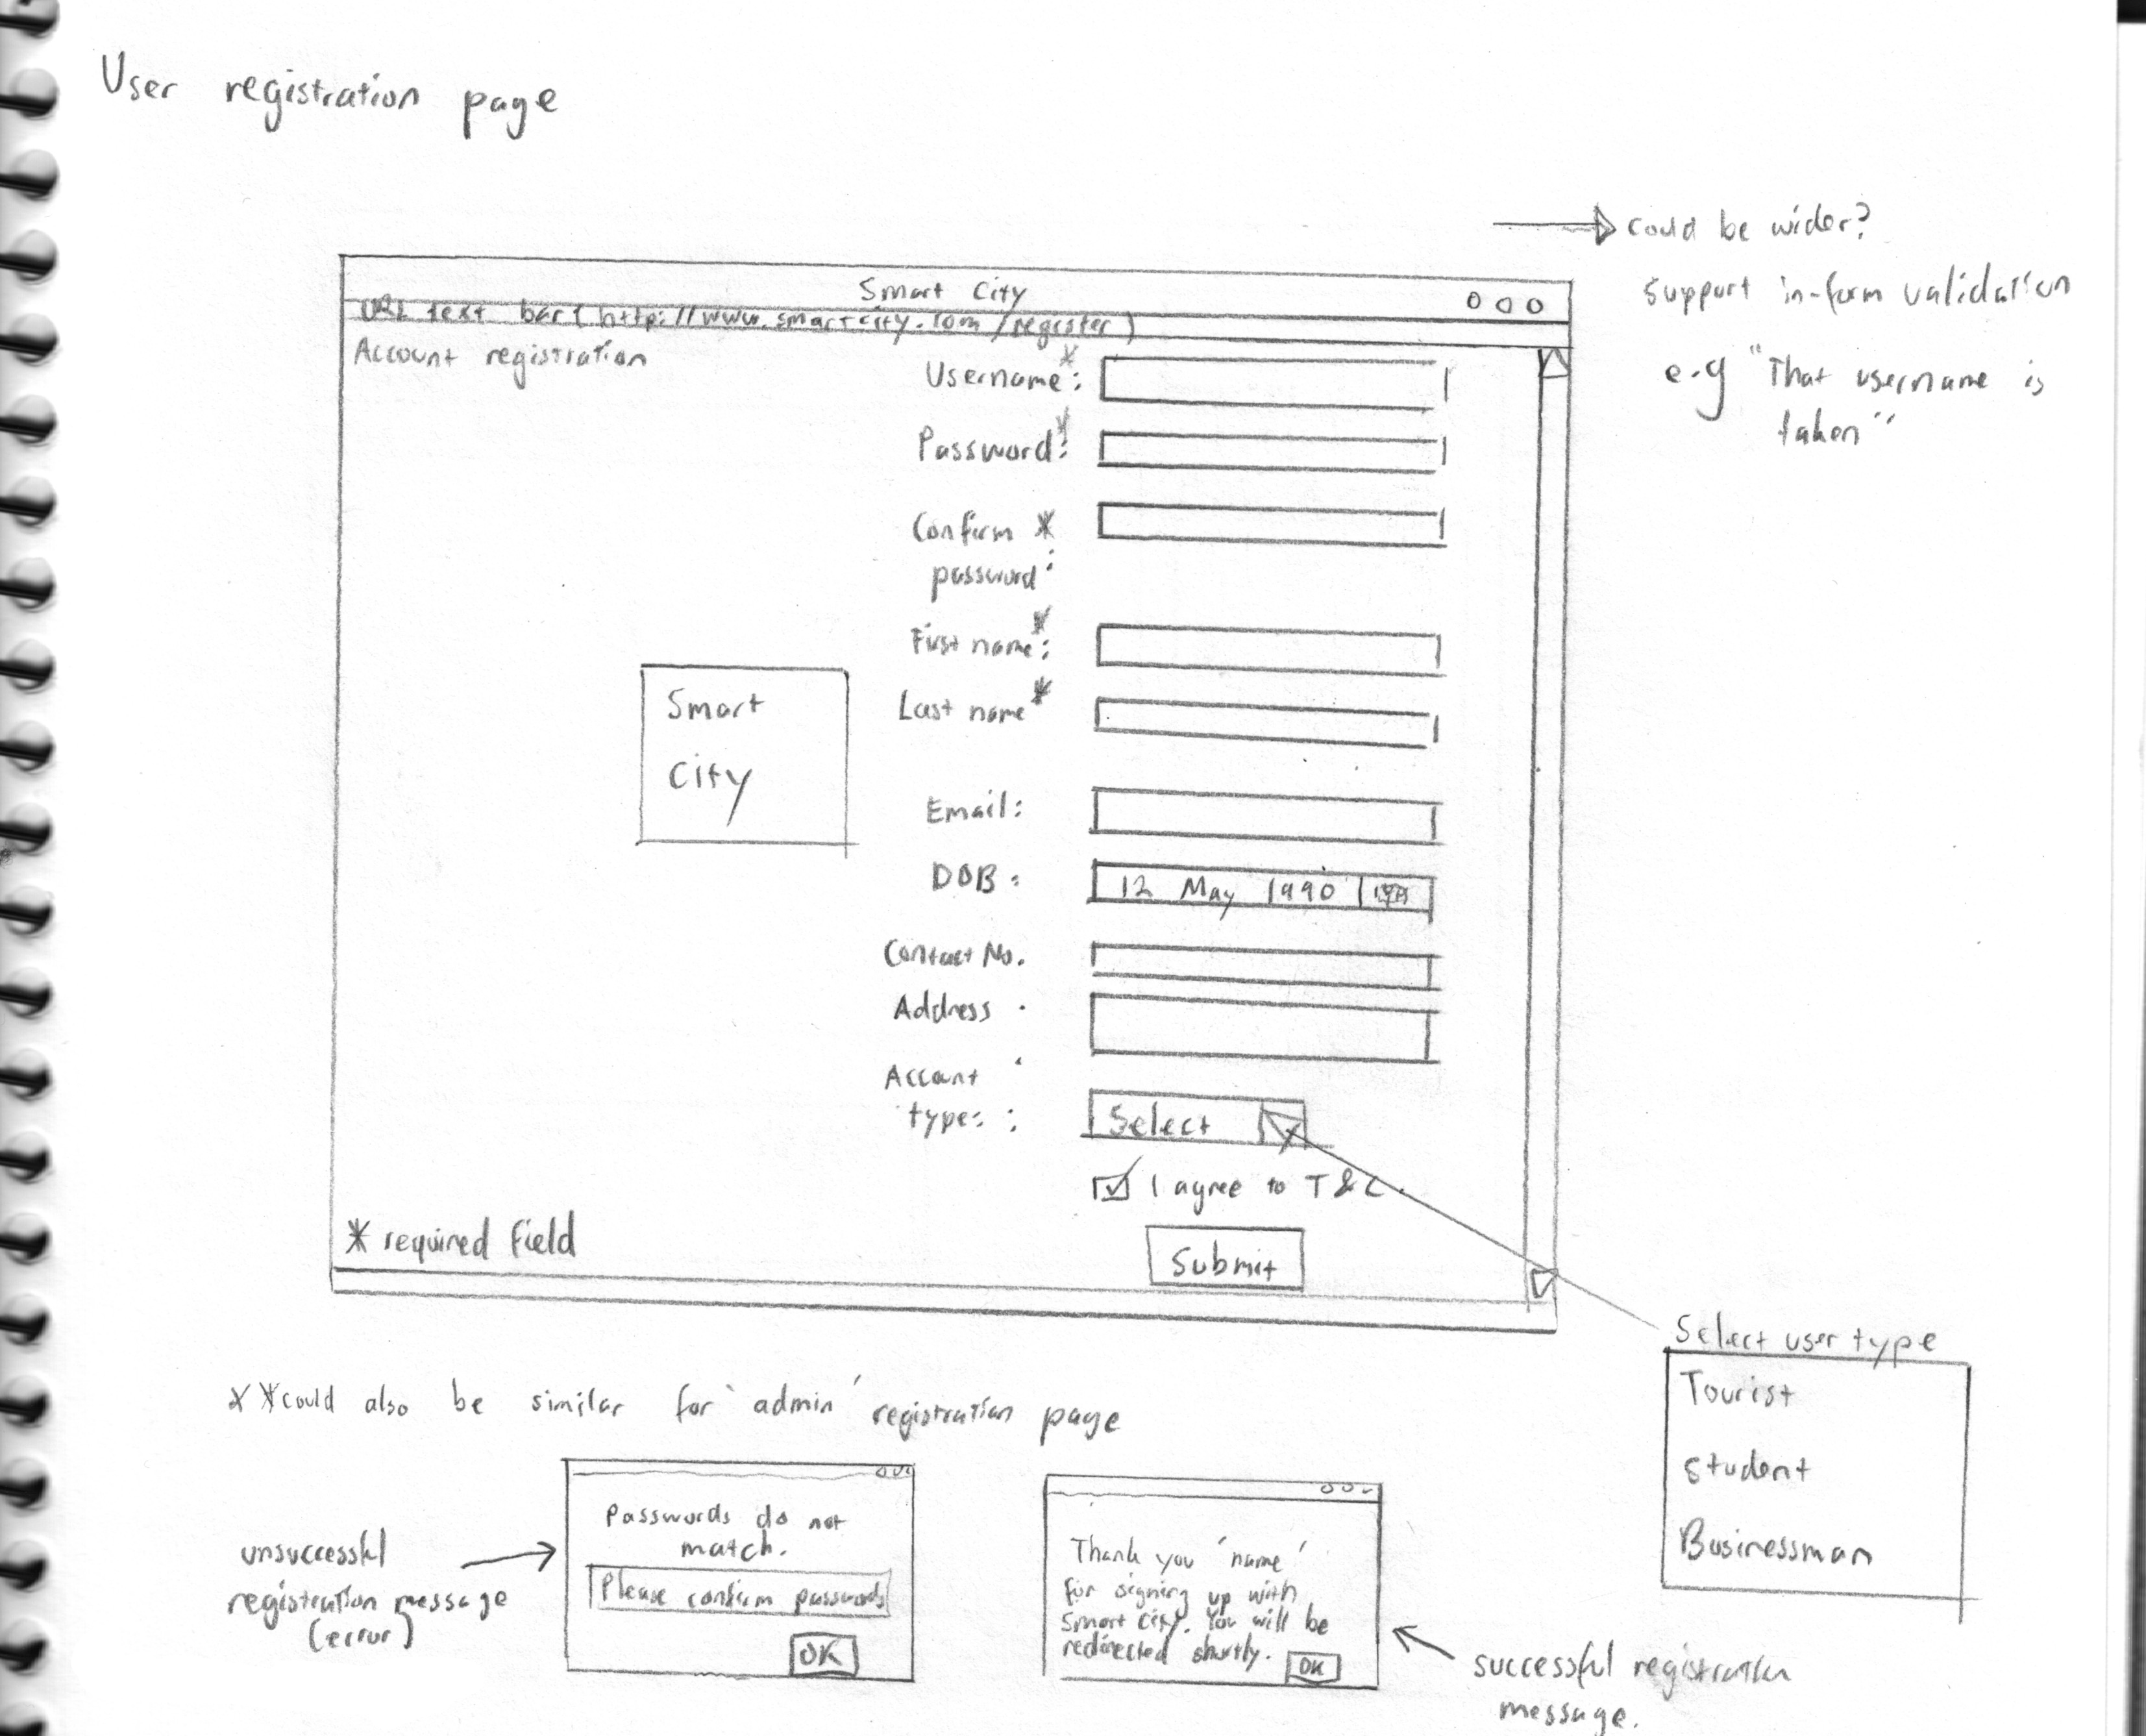 User registration page
could be wider?
support in-form validation
e.g "That username is
taken"
Smart City
URL text bar (http://www.smartcity.com/register)
Account registration
Username*:
Password*:
Confirm *
password:
First name*:
Last name*
Smart
City
Email:
DOB:
12 May 1990
Contact No.
Address
Account
type:
Select
I agree to T&C.
* required field
Submit
Select user type
Tourist
Student
Businessman
**could also be similar for 'admin' registration page
unsuccessful
registration message
(error)
Passwords do not
match.
Please confirm passwords
OK
Thank you 'name'
for signing up with
Smart City. You will be
redirected shortly.
OK
successful registration
message.